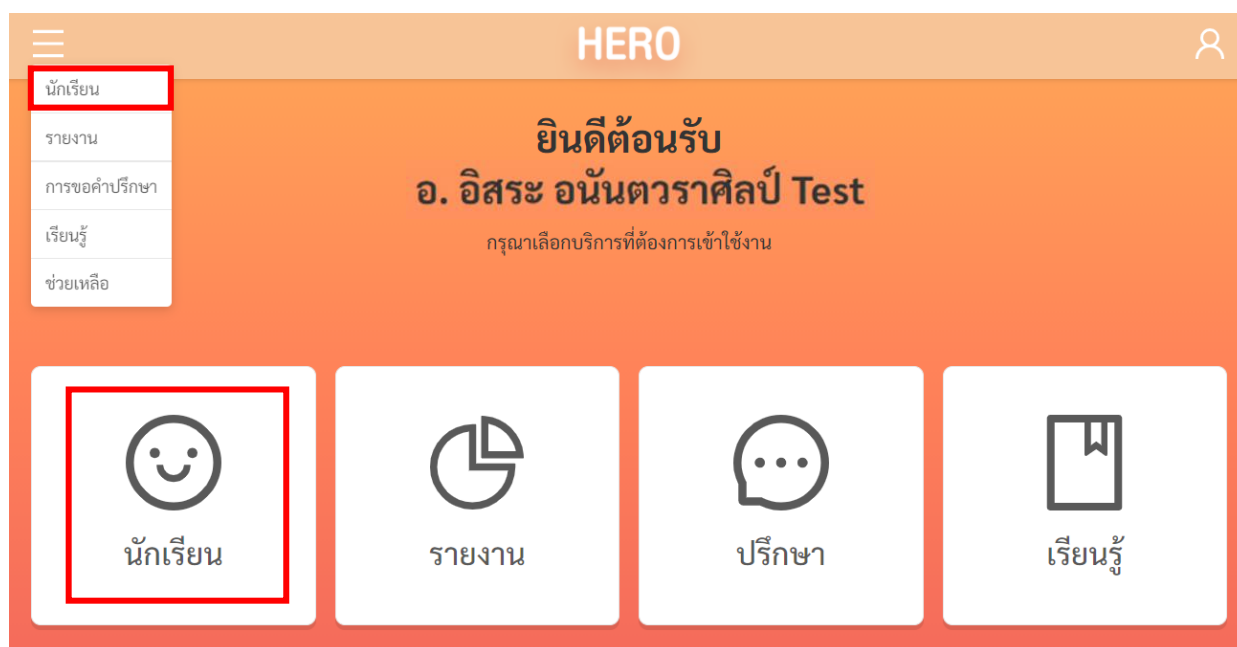 HERO
นักเรียน
รายงาน
การขอคำปรึกษา
เรียนรู้
ช่วยเหลือ
ยินดีต้อนรับ
อ. อิสระ อนันตวราศิลป์ Test
กรุณาเลือกบริการที่ต้องการเข้าใช้งาน
นักเรียน
รายงาน
ปรึกษา
เรียนรู้